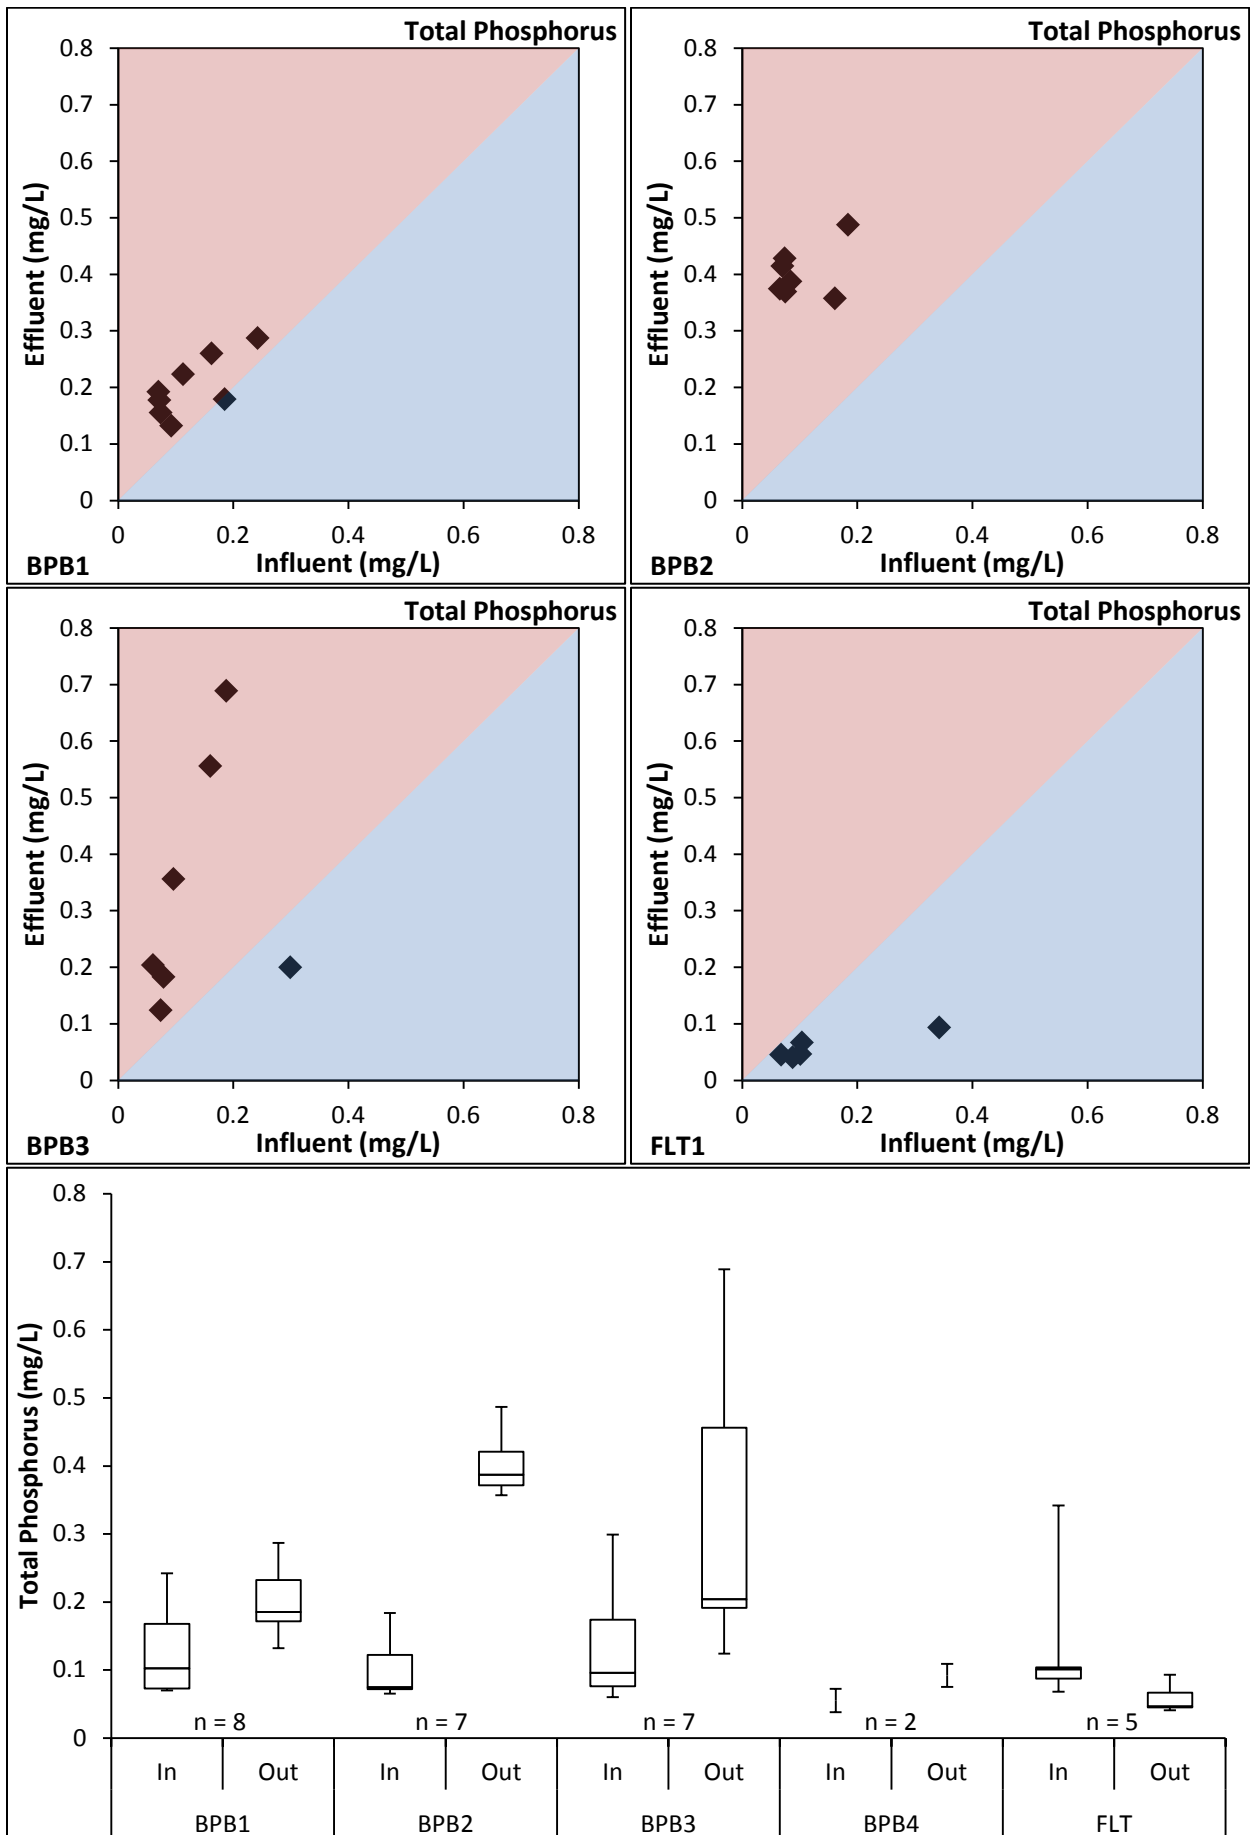 Total Phosphorus
0.8
0.7
0.6
0.5
0.4
0.3
0.2
0.1
0
Effluent (mg/L)
0 0.2 0.4 0.6 0.8
Influent (mg/L)
BPB1
Total Phosphorus
0.8
0.7
0.6
0.5
0.4
0.3
0.2
0.1
0
Effluent (mg/L)
0 0.2 0.4 0.6 0.8
Influent (mg/L)
BPB2
Total Phosphorus
0.8
0.7
0.6
0.5
0.4
0.3
0.2
0.1
0
Effluent (mg/L)
0 0.2 0.4 0.6 0.8
Influent (mg/L)
BPB3
Total Phosphorus
0.8
0.7
0.6
0.5
0.4
0.3
0.2
0.1
0
Effluent (mg/L)
0 0.2 0.4 0.6 0.8
Influent (mg/L)
FLT1
0.8
0.7
0.6
0.5
0.4
0.3
0.2
0.1
0
Total Phosphorus (mg/L)
n = 8 n = 7 n = 7 n = 2 n = 5
In Out In Out In Out In Out In Out
BPB1 BPB2 BPB3 BPB4 FLT